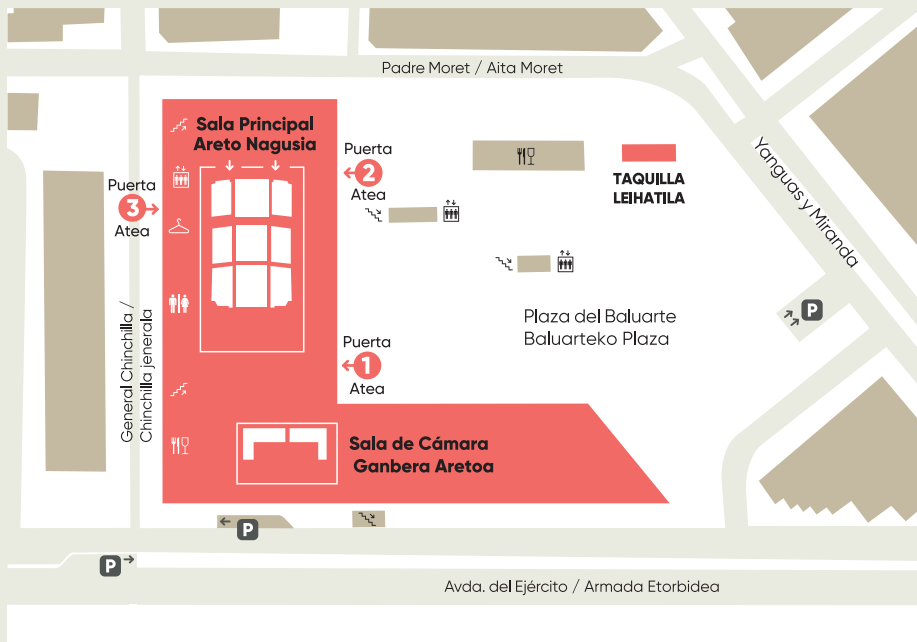 Padre Moret / Aita Moret
Sala Principal
Areto Nagusia
Puerta
2
Atea
TAQUILLA
LEIHATILA
Yanguas y Miranda
Puerta
3
Atea
General Chinchilla /
Chinchilla jenerala
Plaza del Baluarte
Baluarteko Plaza
P
Puerta
1
Atea
Sala de Cámara
Ganbera Aretoa
P
P
Avda. del Ejército / Armada Etorbidea